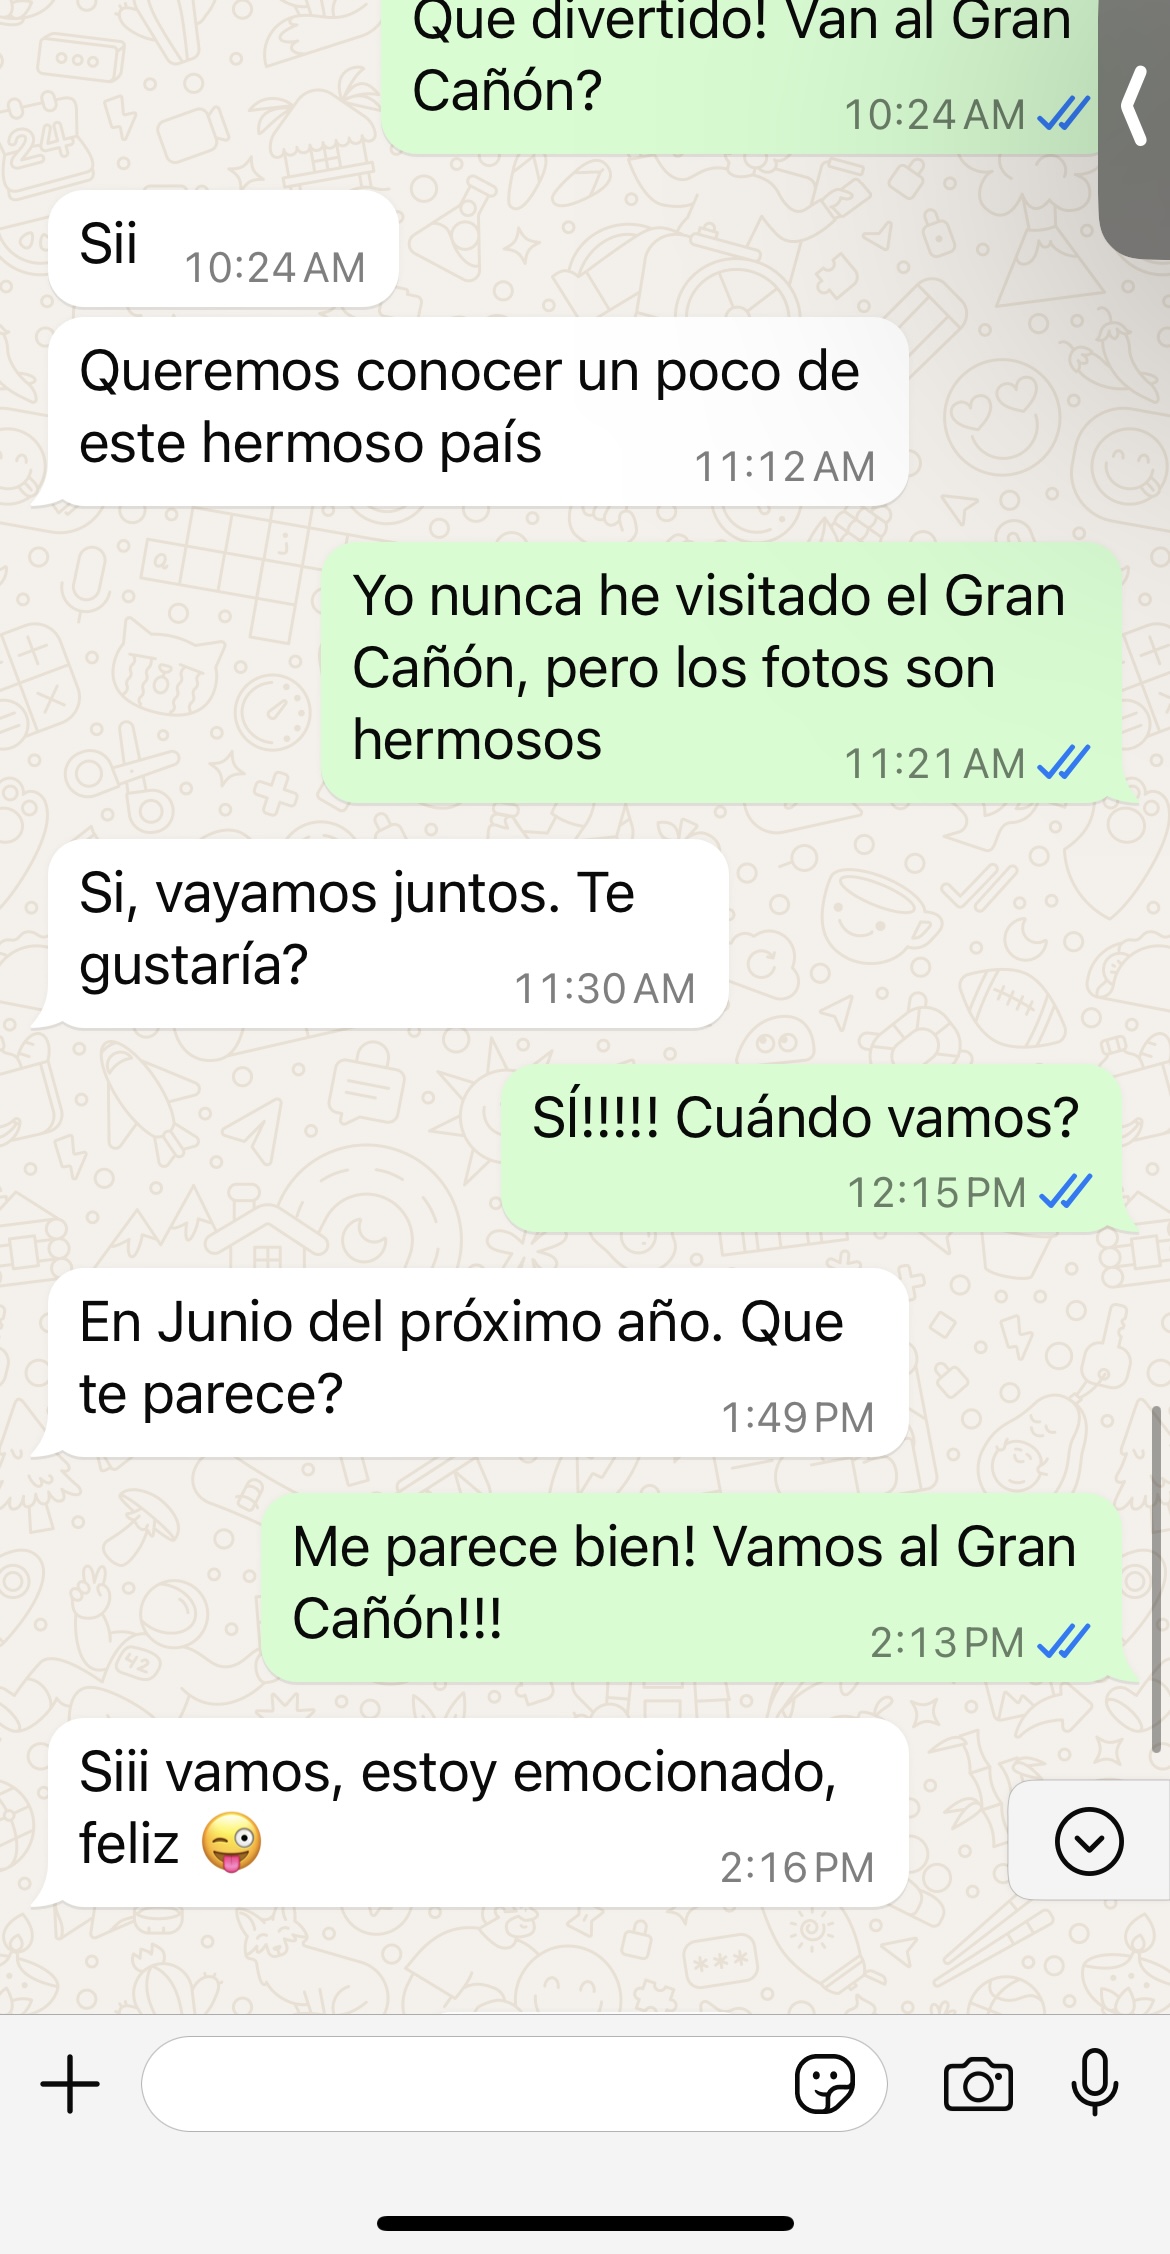 Que divertido! Van al Gran
Cañón?
10:24 AM
Sii
10:24 AM
Queremos conocer un poco de
este hermoso país
11:12 AM
Yo nunca he visitado el Gran
Cañón, pero los fotos son
hermosos
11:21 AM
Si, vayamos juntos. Te
gustaría?
11:30 AM
SÍ!!!!! Cuándo vamos?
12:15 PM
En Junio del próximo año. Que
te parece?
1:49 PM
Me parece bien! Vamos al Gran
Cañón!!!
2:13 PM
Siii vamos, estoy emocionado,
feliz 😜
2:16 PM